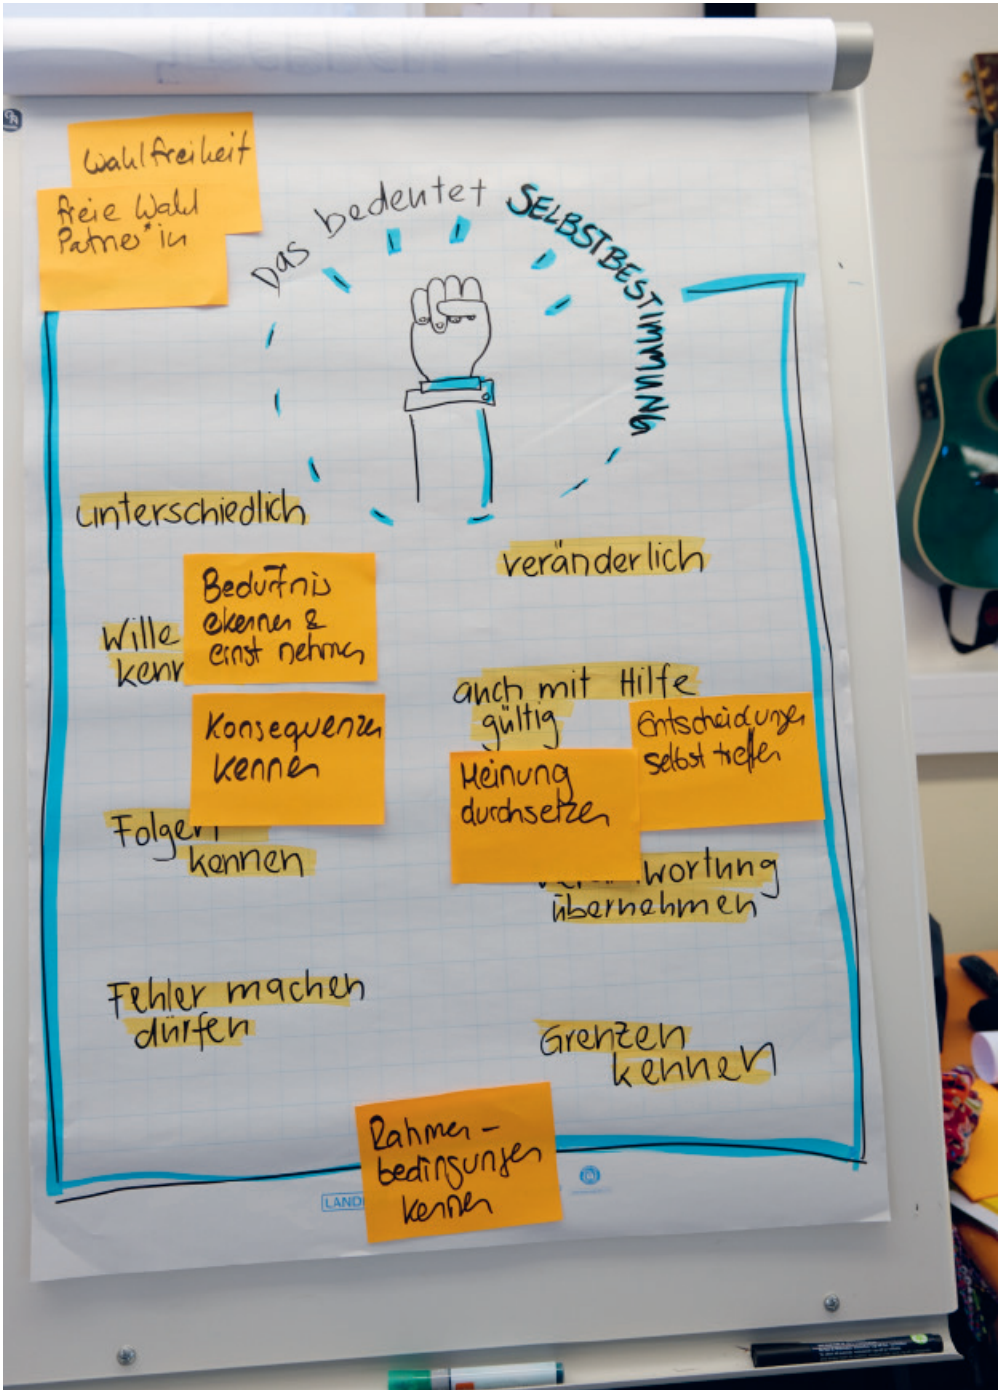 Wahlfreiheit
freie Wahl
Patner*in
Das bedeutet SELBSTBESTIMMUNG
unterschiedlich
veränderlich
Bedürfnis
ekennen &
ernst nehmen
Wille
kenn
auch mit Hilfe
gültig
Konsequenzen
kennen
Entscheidungen
selbst treffen
Meinung
durchsetzen
Folgen
kennen
wortung
übernehmen
Fehler machen
dürfen
Grenzen
kennen
Rahmen-
bedingungen
kennen
LAND